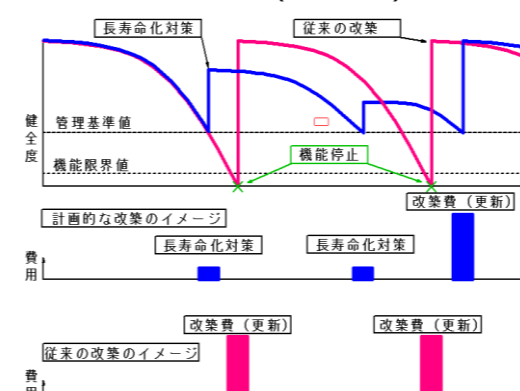 長寿命化対策
従来の改築
健全度
管理基準値
機能停止
機能限界値
改築費(更新)
計画的な改築のイメージ
長寿命化対策
長寿命化対策
費用
改築費(更新)
改築費(更新)
従来の改築のイメージ
費用